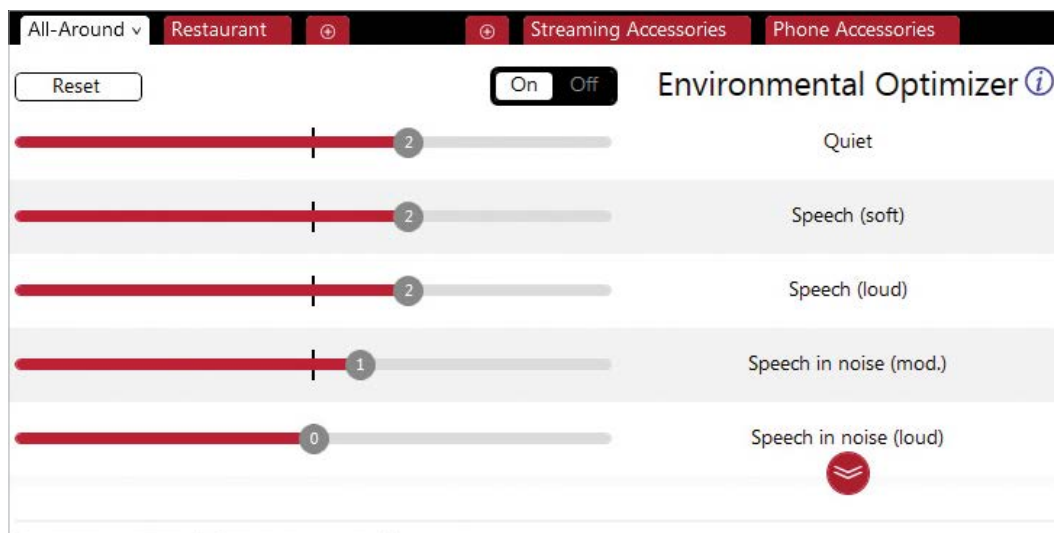 All-Around Restaurant Streaming Accessories Phone Accessories
Reset On Off Environmental Optimizer i
2 Quiet
2 Speech (soft)
2 Speech (loud)
1 Speech in noise (mod.)
0 Speech in noise (loud)